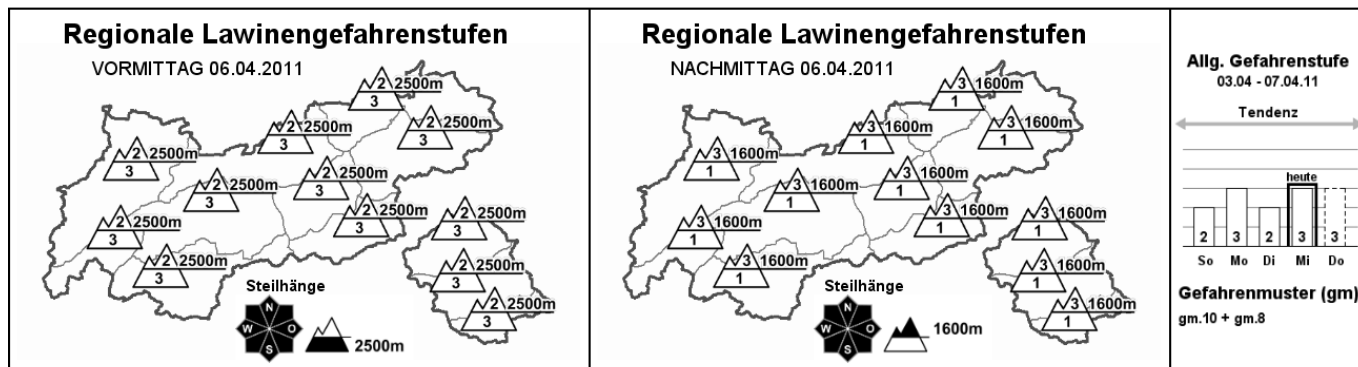 Regionale Lawinengefahrenstufen
VORMITTAG 06.04.2011
2 2500m
3
2 2500m
3
2 2500m
3
2 2500m
3
2 2500m
3
2 2500m
3
2 2500m
3
2 2500m
3
2 2500m
3
2 2500m
3
2 2500m
3
2 2500m
3
Steilhänge
N
W O
S
2500m
Regionale Lawinengefahrenstufen
NACHMITTAG 06.04.2011
3 1600m
1
3 1600m
1
3 1600m
1
3 1600m
1
3 1600m
1
3 1600m
1
3 1600m
1
3 1600m
1
3 1600m
1
3 1600m
1
3 1600m
1
3 1600m
1
Steilhänge
N
W O
S
1600m
Allg. Gefahrenstufe
03.04 - 07.04.11
Tendenz
heute
2 3 2 3 3
So Mo Di Mi Do
Gefahrenmuster (gm)
gm.10 + gm.8